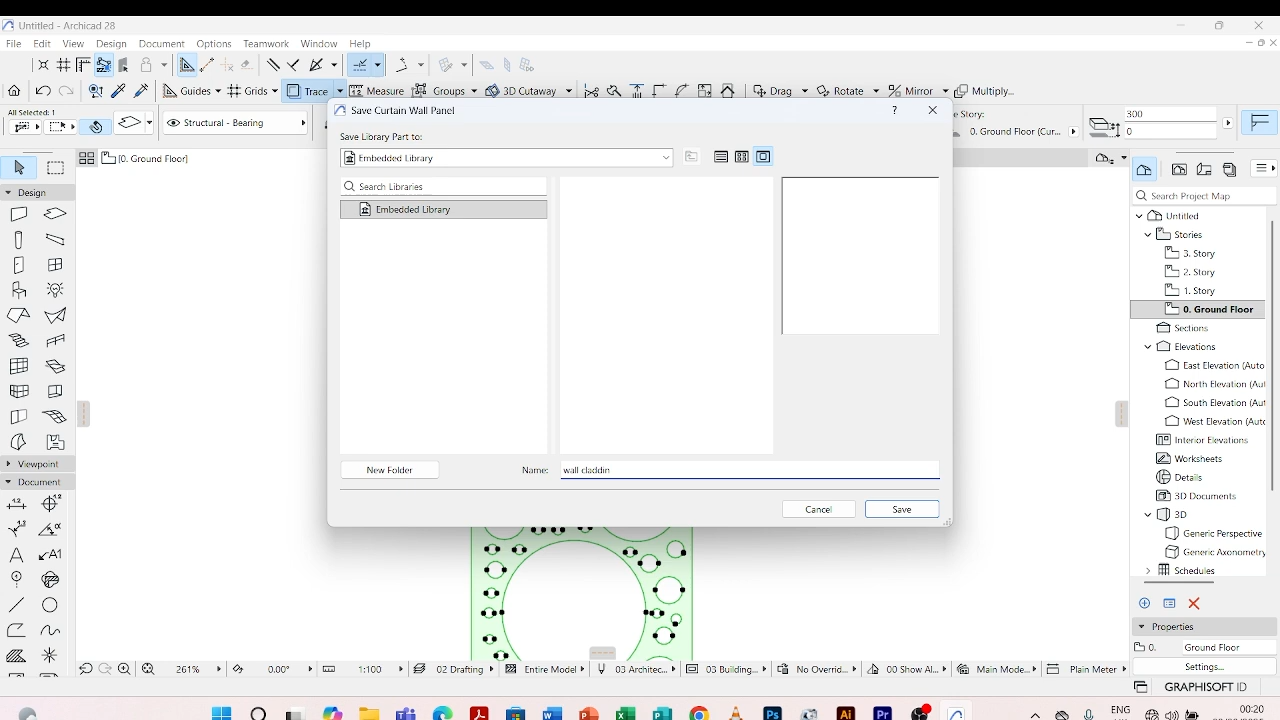 Untitled - Archicad 28
File Edit View Design Document Options Teamwork Window Help
Guides Grids Trace Measure Groups 3D Cutaway Drag Rotate Mirror Multiply...
All Selected: 1
Structural - Bearing
e Story:
0. Ground Floor (Cur...
300
0
[0. Ground Floor]
Save Curtain Wall Panel
?
Save Library Part to:
Embedded Library
Search Libraries
Embedded Library
New Folder
Name: wall claddin
Cancel
Save
Design
Viewpoint
Document
Search Project Map
Untitled
Stories
3. Story
2. Story
1. Story
0. Ground Floor
Sections
Elevations
East Elevation (Auto
North Elevation (Aut
South Elevation (Aut
West Elevation (Auto
Interior Elevations
Worksheets
Details
3D Documents
3D
Generic Perspective
Generic Axonometry
Schedules
Properties
0. Ground Floor
Settings...
261% 0.00° 1:100 02 Drafting Entire Model 03 Architec... 03 Building... No Overrid... 00 Show Al... Main Mode... Plain Meter
GRAPHISOFT ID
ENG
00:20